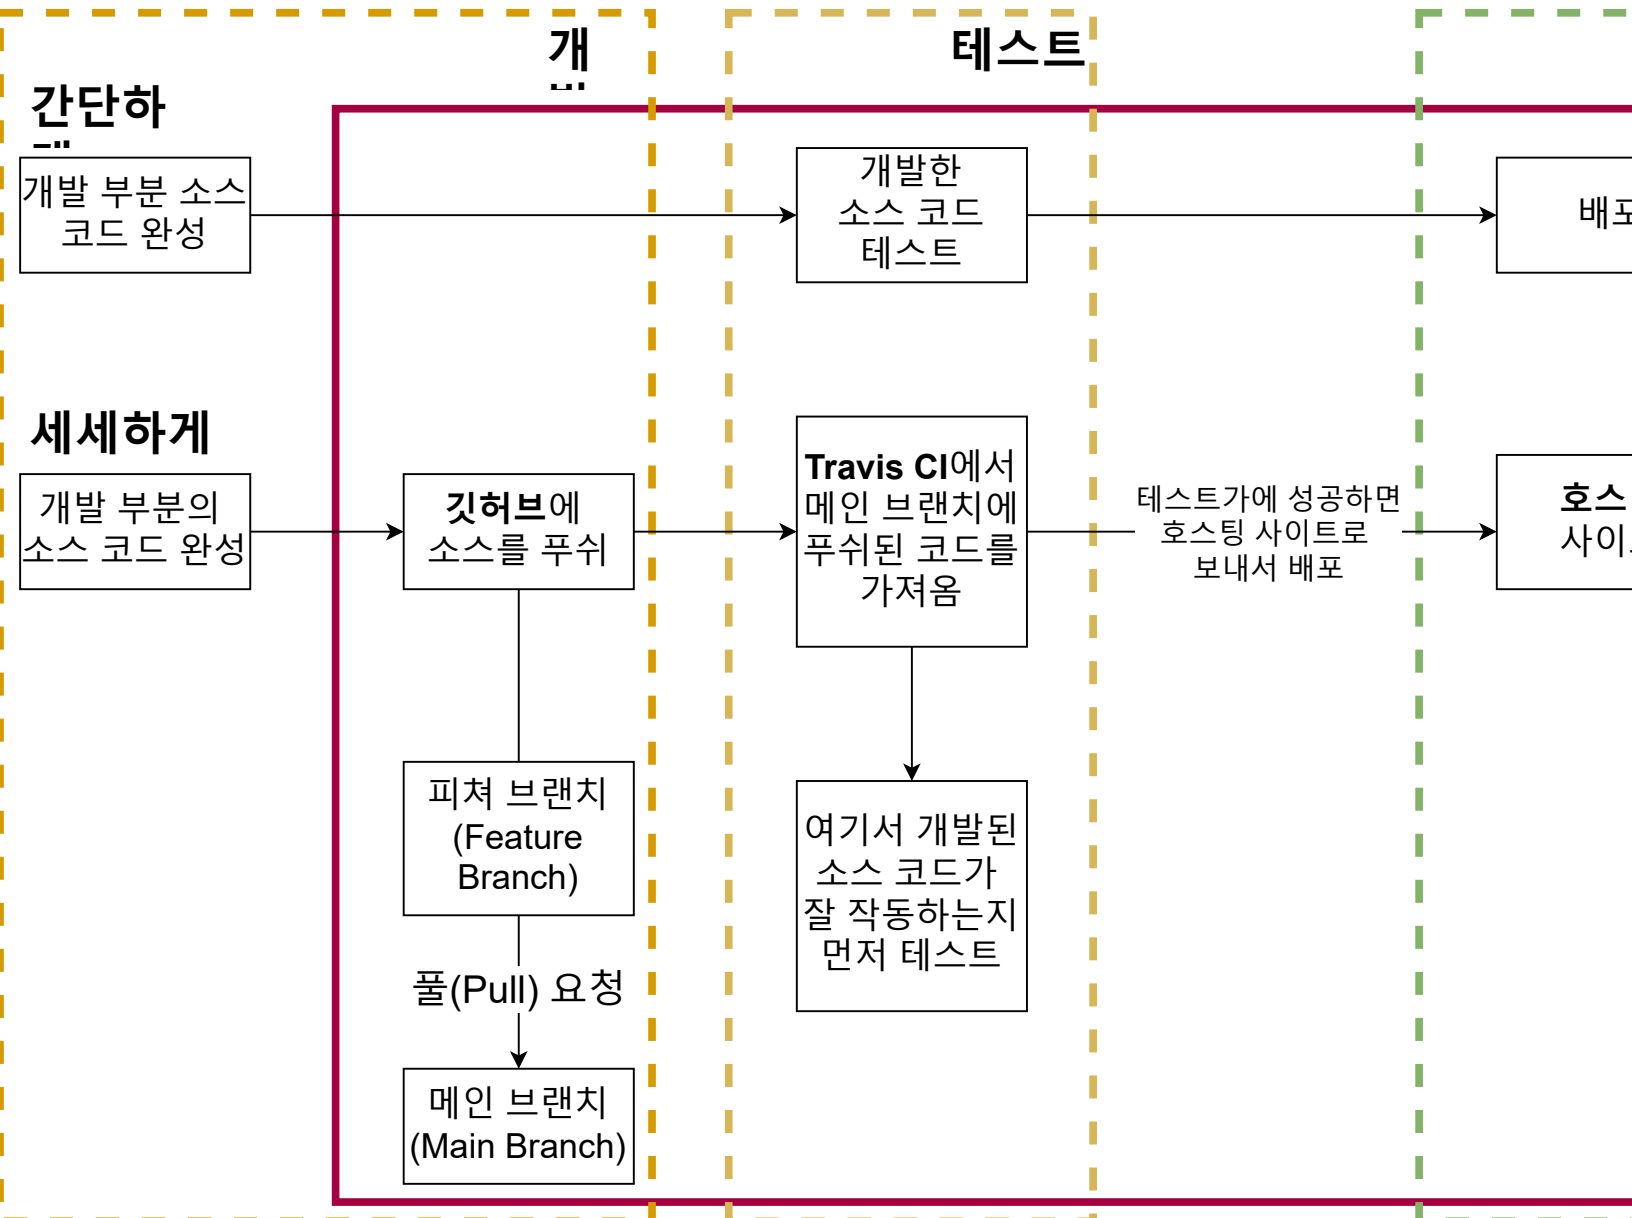 개
테스트
간단하
개발 부분 소스
코드 완성
개발한
소스 코드
테스트
배포
세세하게
개발 부분의
소스 코드 완성
깃허브에
소스를 푸쉬
Travis CI에서
메인 브랜치에
푸쉬된 코드를
가져옴
테스트가에 성공하면
호스팅 사이트로
보내서 배포
호스
사이
피쳐 브랜치
(Feature
Branch)
여기서 개발된
소스 코드가
잘 작동하는지
먼저 테스트
풀(Pull) 요청
메인 브랜치
(Main Branch)